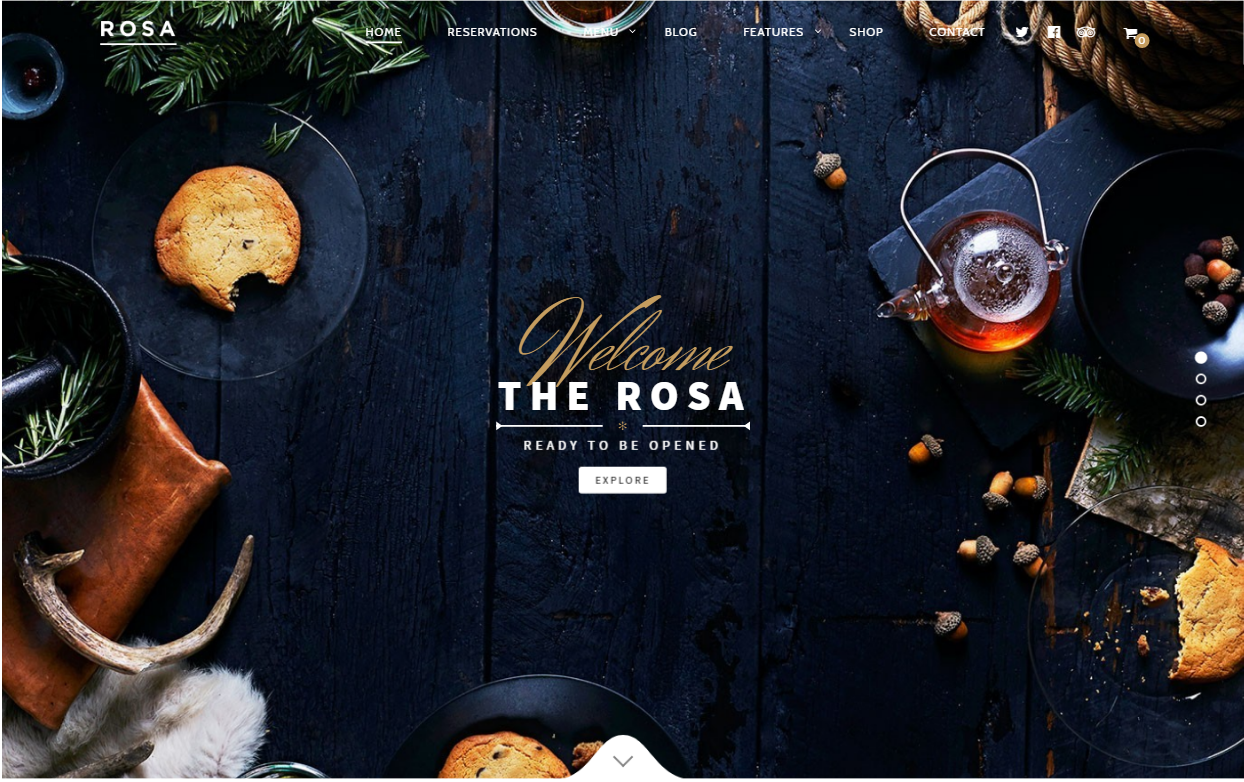 ROSA
HOME RESERVATIONS MENU BLOG FEATURES SHOP CONTACT 0
Welcome
THE ROSA
READY TO BE OPENED
EXPLORE